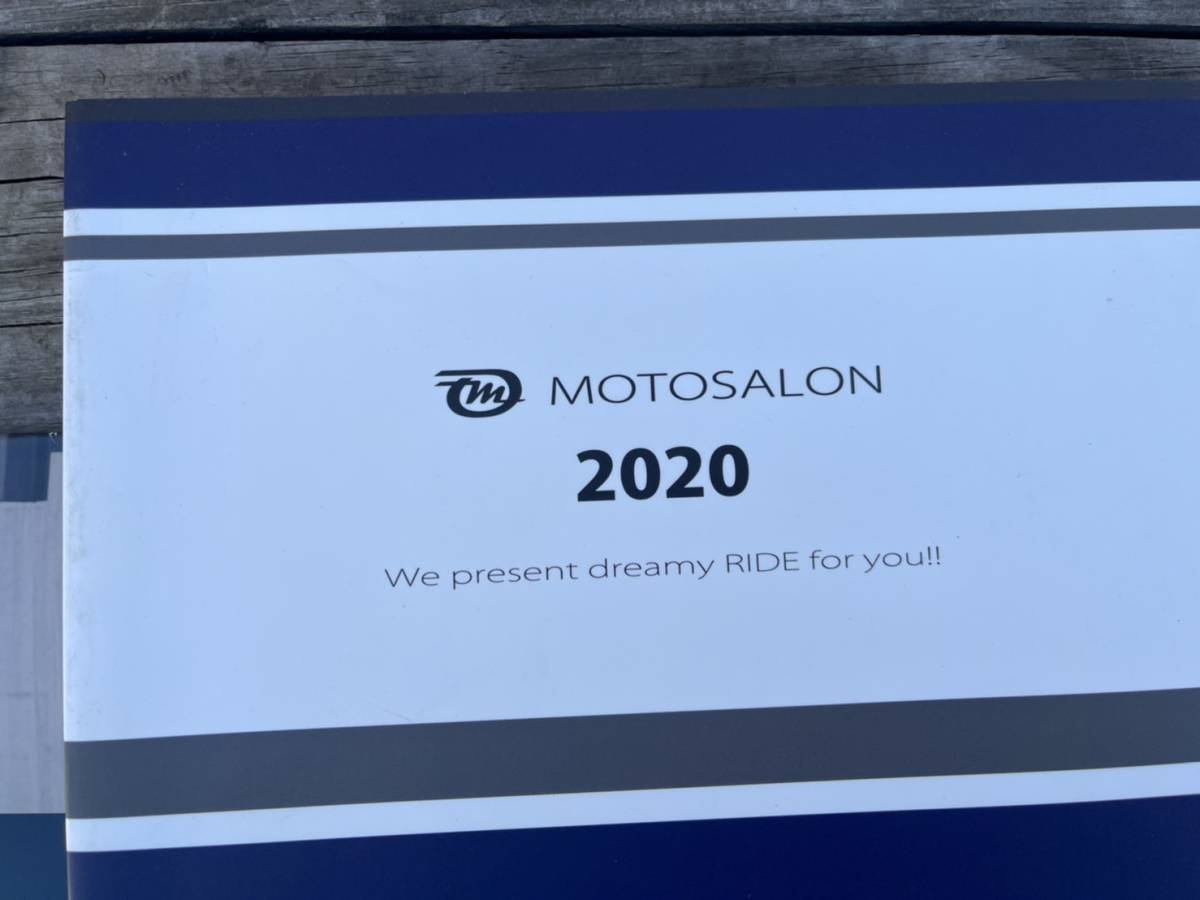 m MOTOSALON
2020
We present dreamy RIDE for you!!